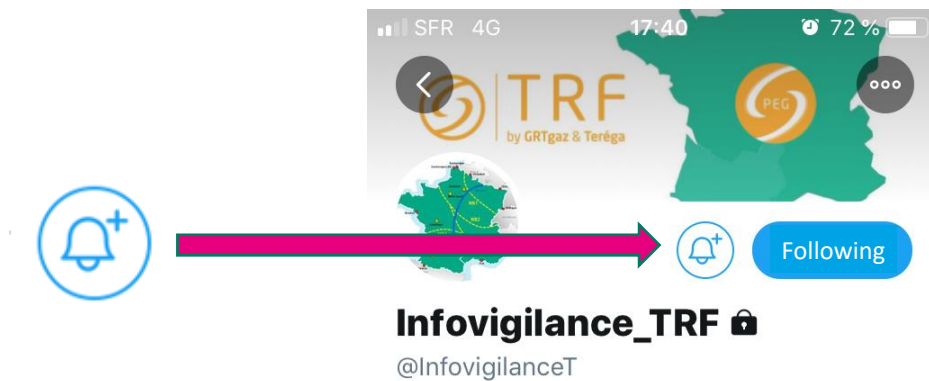 SFR 4G 17:40 72 %
TRF
by GRTgaz & Teréga
PEG
Following
Infovigilance_TRF
@InfovigilanceT